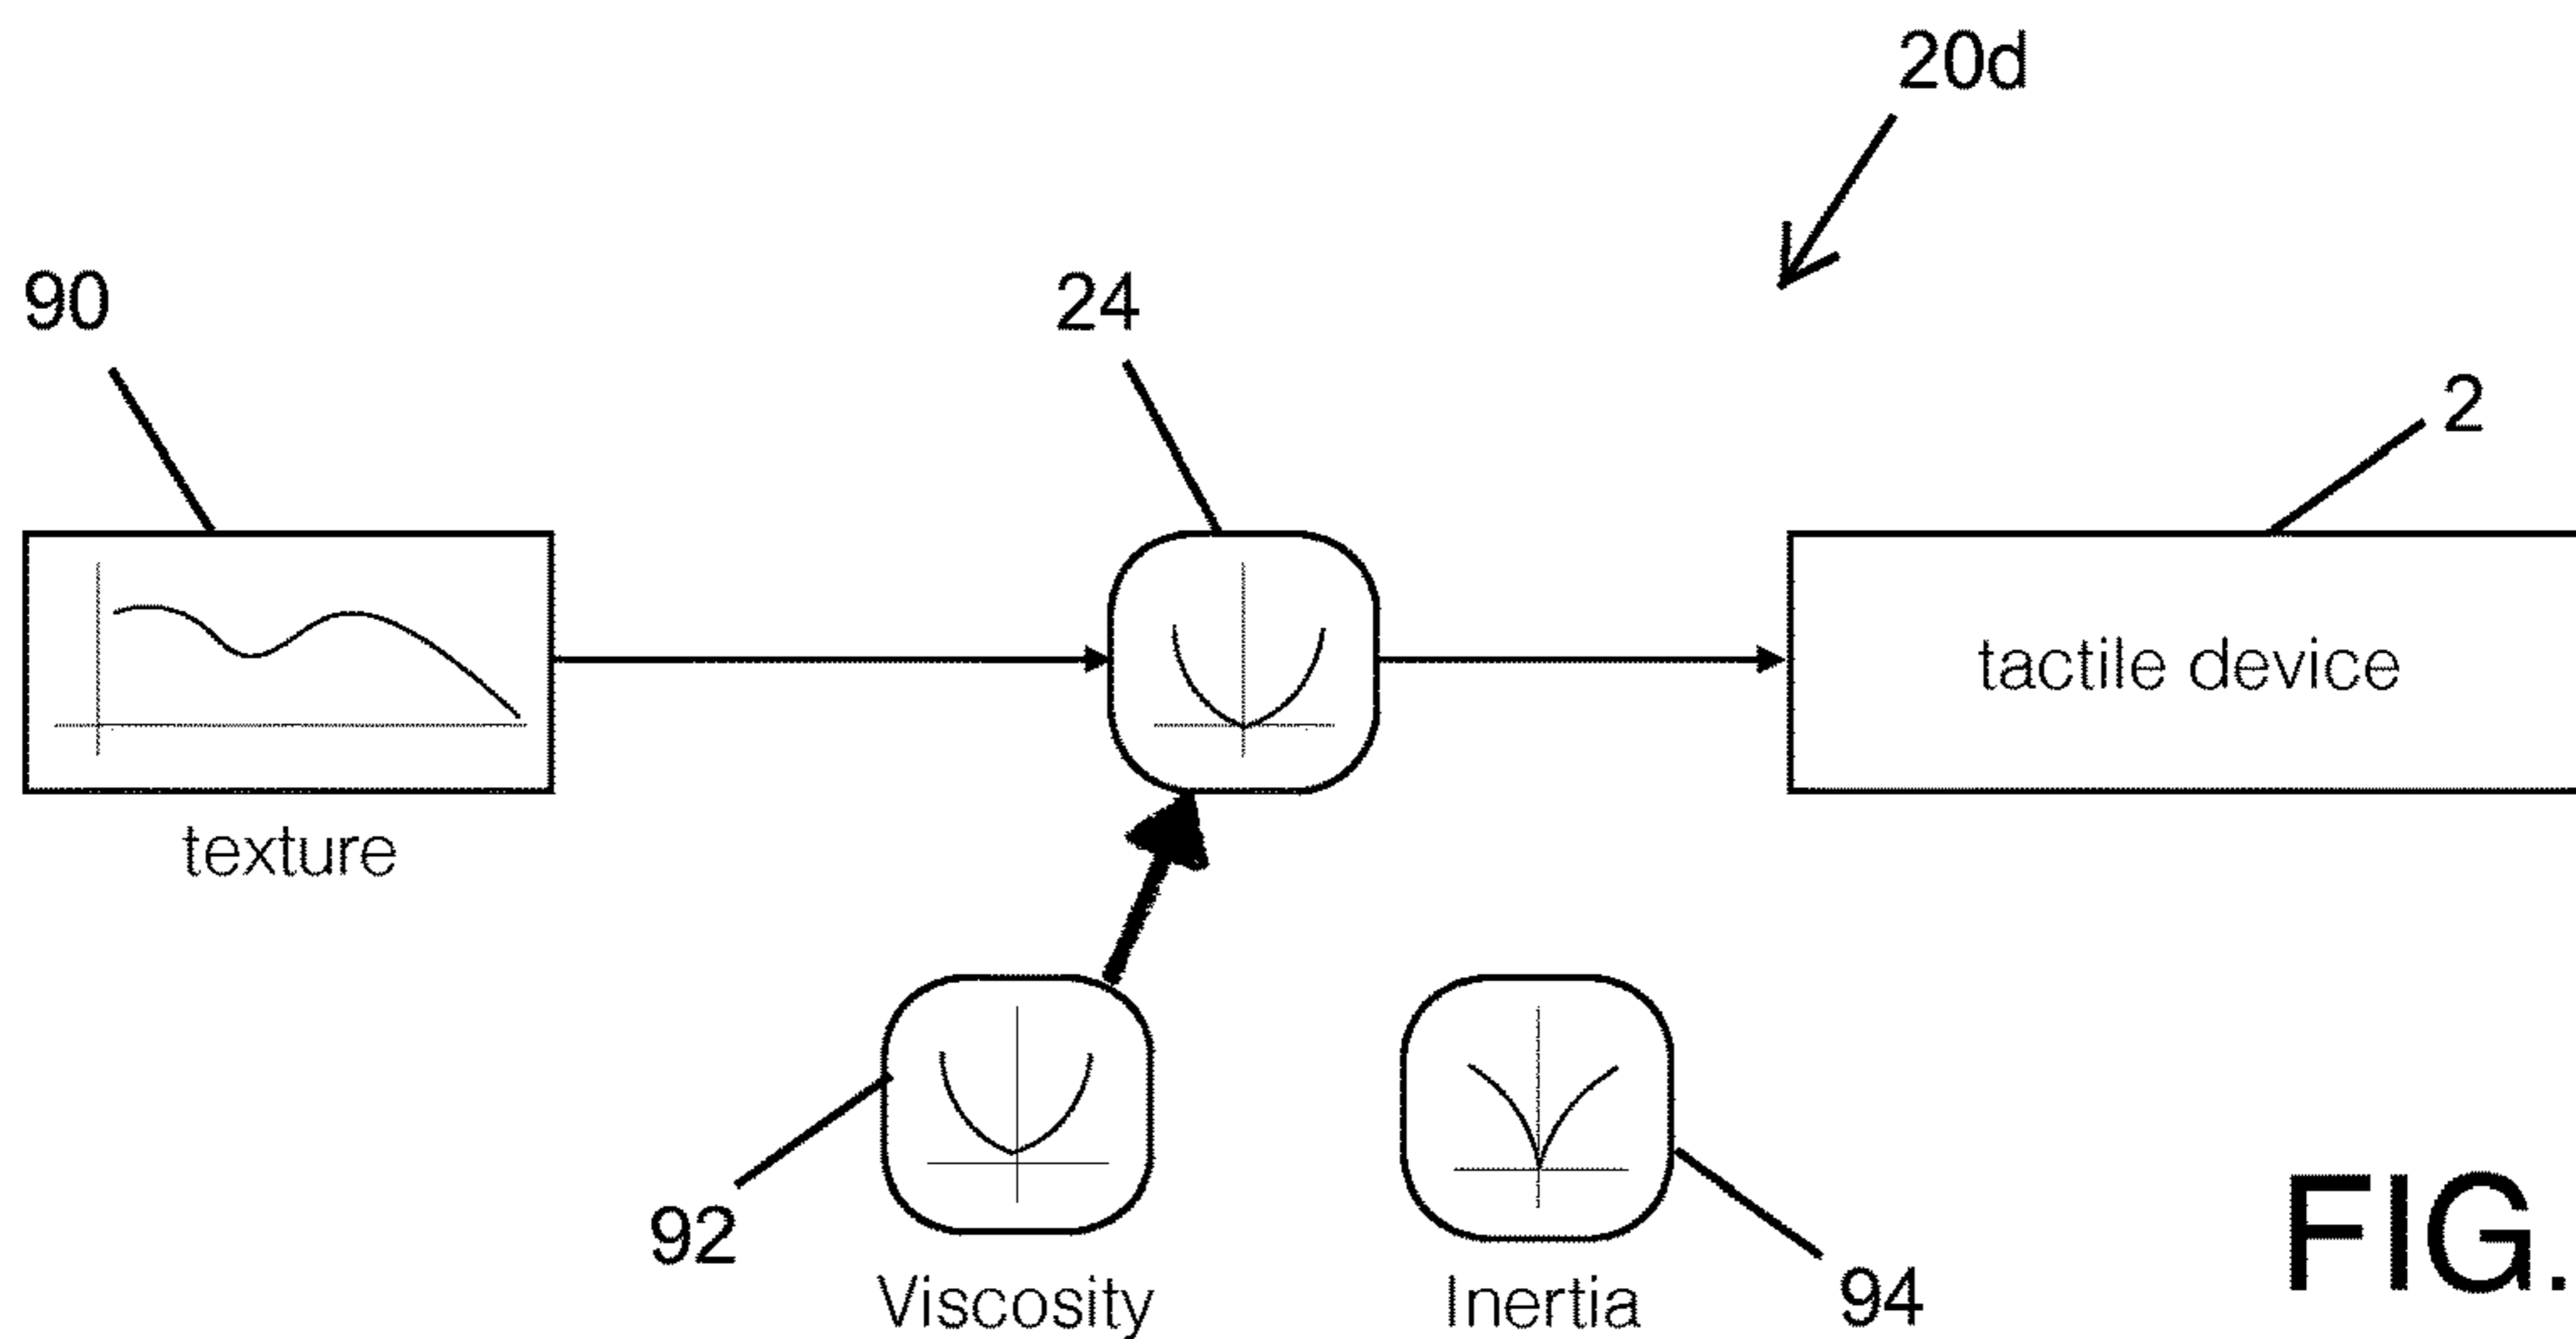 20d
90
24
2
tactile device
texture
92
Viscosity
Inertia
94
FIG.